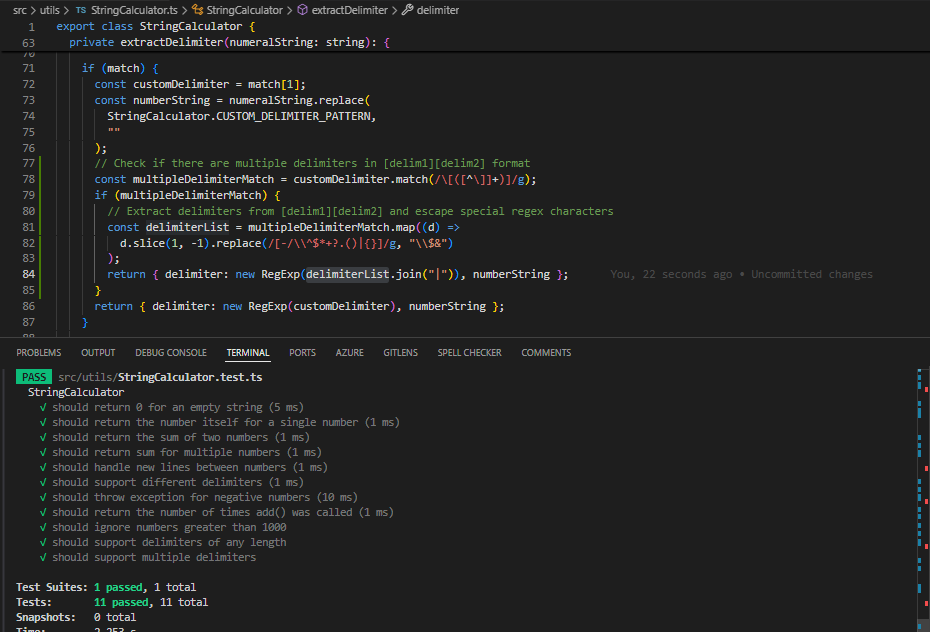 src > utils > TS StringCalculator.ts > StringCalculator > extractDelimiter > delimiter
1 export class StringCalculator {
63 private extractDelimiter(numeralString: string): {
70
71 if (match) {
72 const customDelimiter = match[1];
73 const numberString = numeralString.replace(
74 StringCalculator.CUSTOM_DELIMITER_PATTERN,
75 ""
76 );
77 // Check if there are multiple delimiters in [delim1][delim2] format
78 const multipleDelimiterMatch = customDelimiter.match(/\[([^\]]+)]/g);
79 if (multipleDelimiterMatch) {
80 // Extract delimiters from [delim1][delim2] and escape special regex characters
81 const delimiterList = multipleDelimiterMatch.map((d) =>
82 d.slice(1, -1).replace(/[-/\\^$*+?.()|{}]/g, "\\$&")
83 );
84 return { delimiter: new RegExp(delimiterList.join("|")), numberString }; You, 22 seconds ago • Uncommitted changes
85 }
86 return { delimiter: new RegExp(customDelimiter), numberString };
87 }
88
PROBLEMS OUTPUT DEBUG CONSOLE TERMINAL PORTS AZURE GITLENS SPELL CHECKER COMMENTS
PASS src/utils/StringCalculator.test.ts
StringCalculator
√ should return 0 for an empty string (5 ms)
√ should return the number itself for a single number (1 ms)
√ should return the sum of two numbers (1 ms)
√ should return sum for multiple numbers (1 ms)
√ should handle new lines between numbers (1 ms)
√ should support different delimiters (1 ms)
√ should throw exception for negative numbers (10 ms)
√ should return the number of times add() was called (1 ms)
√ should ignore numbers greater than 1000
√ should support delimiters of any length
√ should support multiple delimiters
Test Suites: 1 passed, 1 total
Tests: 11 passed, 11 total
Snapshots: 0 total
Time: 2.253 s